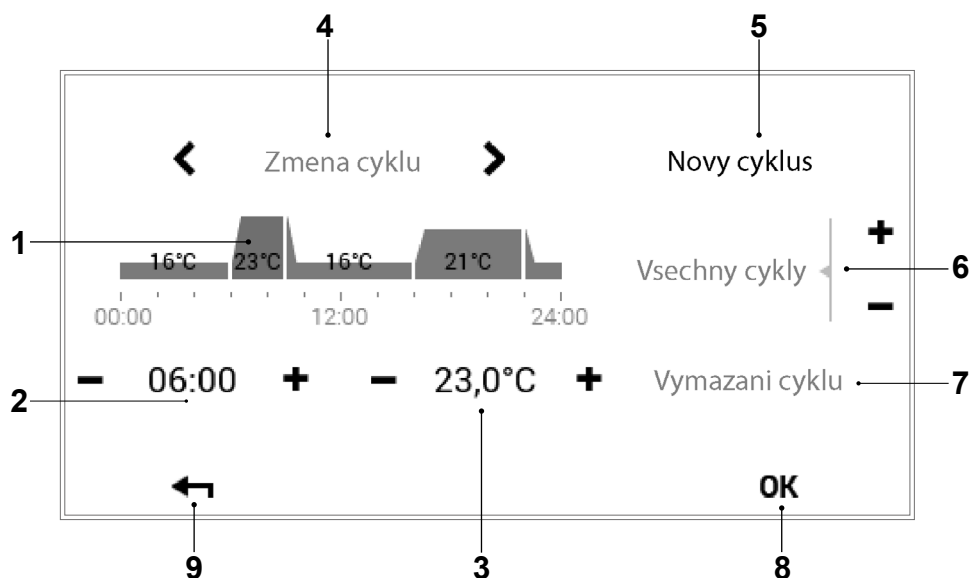 4 5
Zmena cyklu Novy cyklus
1 16°C 23°C 16°C 21°C
Vsechny cykly + 6
00:00 12:00 24:00 −
− 06:00 + − 23,0°C + Vymazani cyklu 7
2
OK
9 3 8